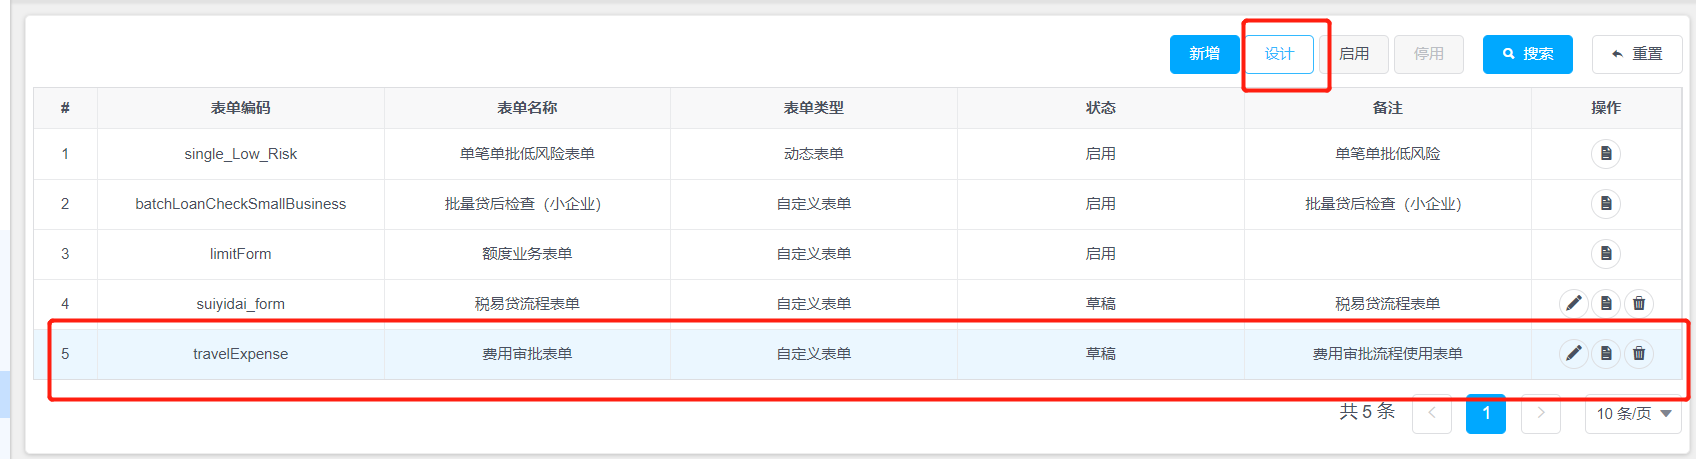 新增 设计 启用 停用 搜索 重置
# 表单编码 表单名称 表单类型 状态 备注 操作
1 single_Low_Risk 单笔单批低风险表单 动态表单 启用 单笔单批低风险
2 batchLoanCheckSmallBusiness 批量贷后检查（小企业） 自定义表单 启用 批量贷后检查（小企业）
3 limitForm 额度业务表单 自定义表单 启用
4 suiyidai_form 税易贷流程表单 自定义表单 草稿 税易贷流程表单
5 travelExpense 费用审批表单 自定义表单 草稿 费用审批流程使用表单
共 5 条 1 10 条/页